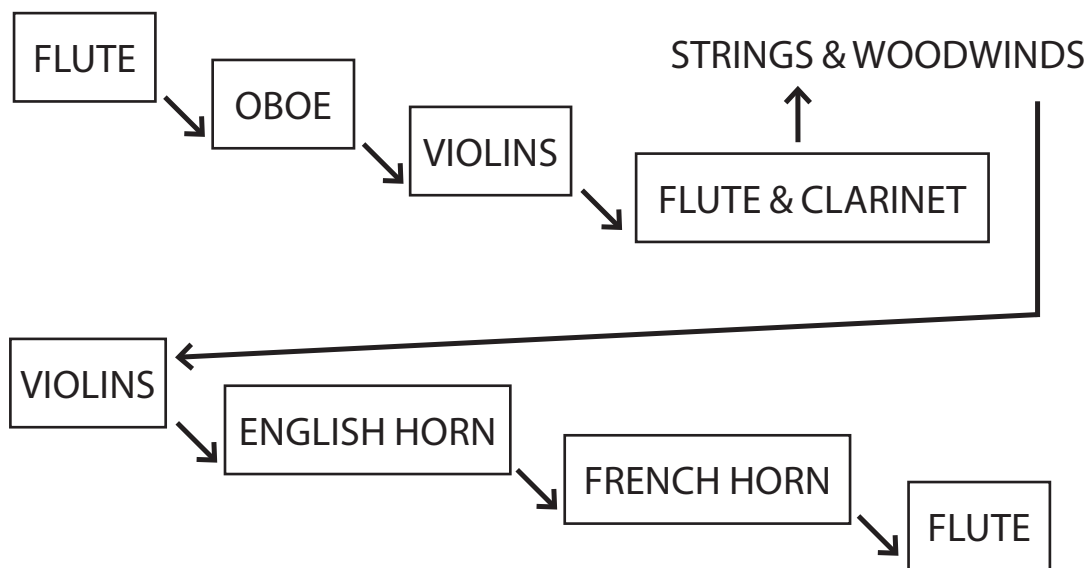 FLUTE
OBOE
VIOLINS
FLUTE & CLARINET
STRINGS & WOODWINDS
VIOLINS
ENGLISH HORN
FRENCH HORN
FLUTE